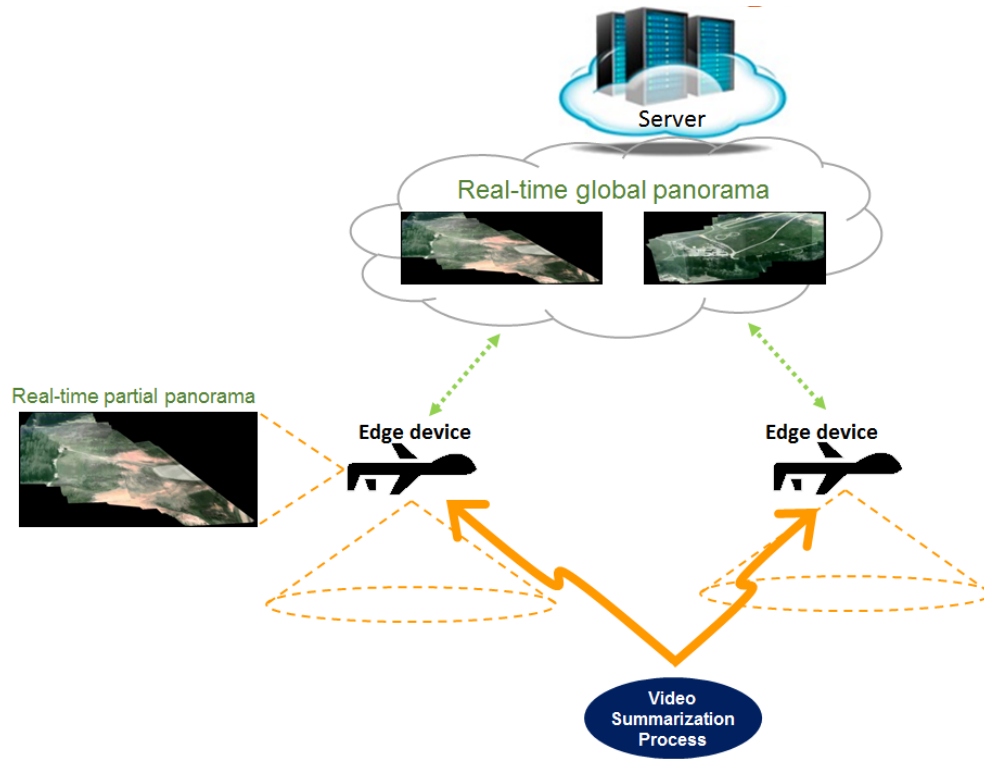 Server
Real-time global panorama
Real-time partial panorama
Edge device
Edge device
Video
Summarization
Process